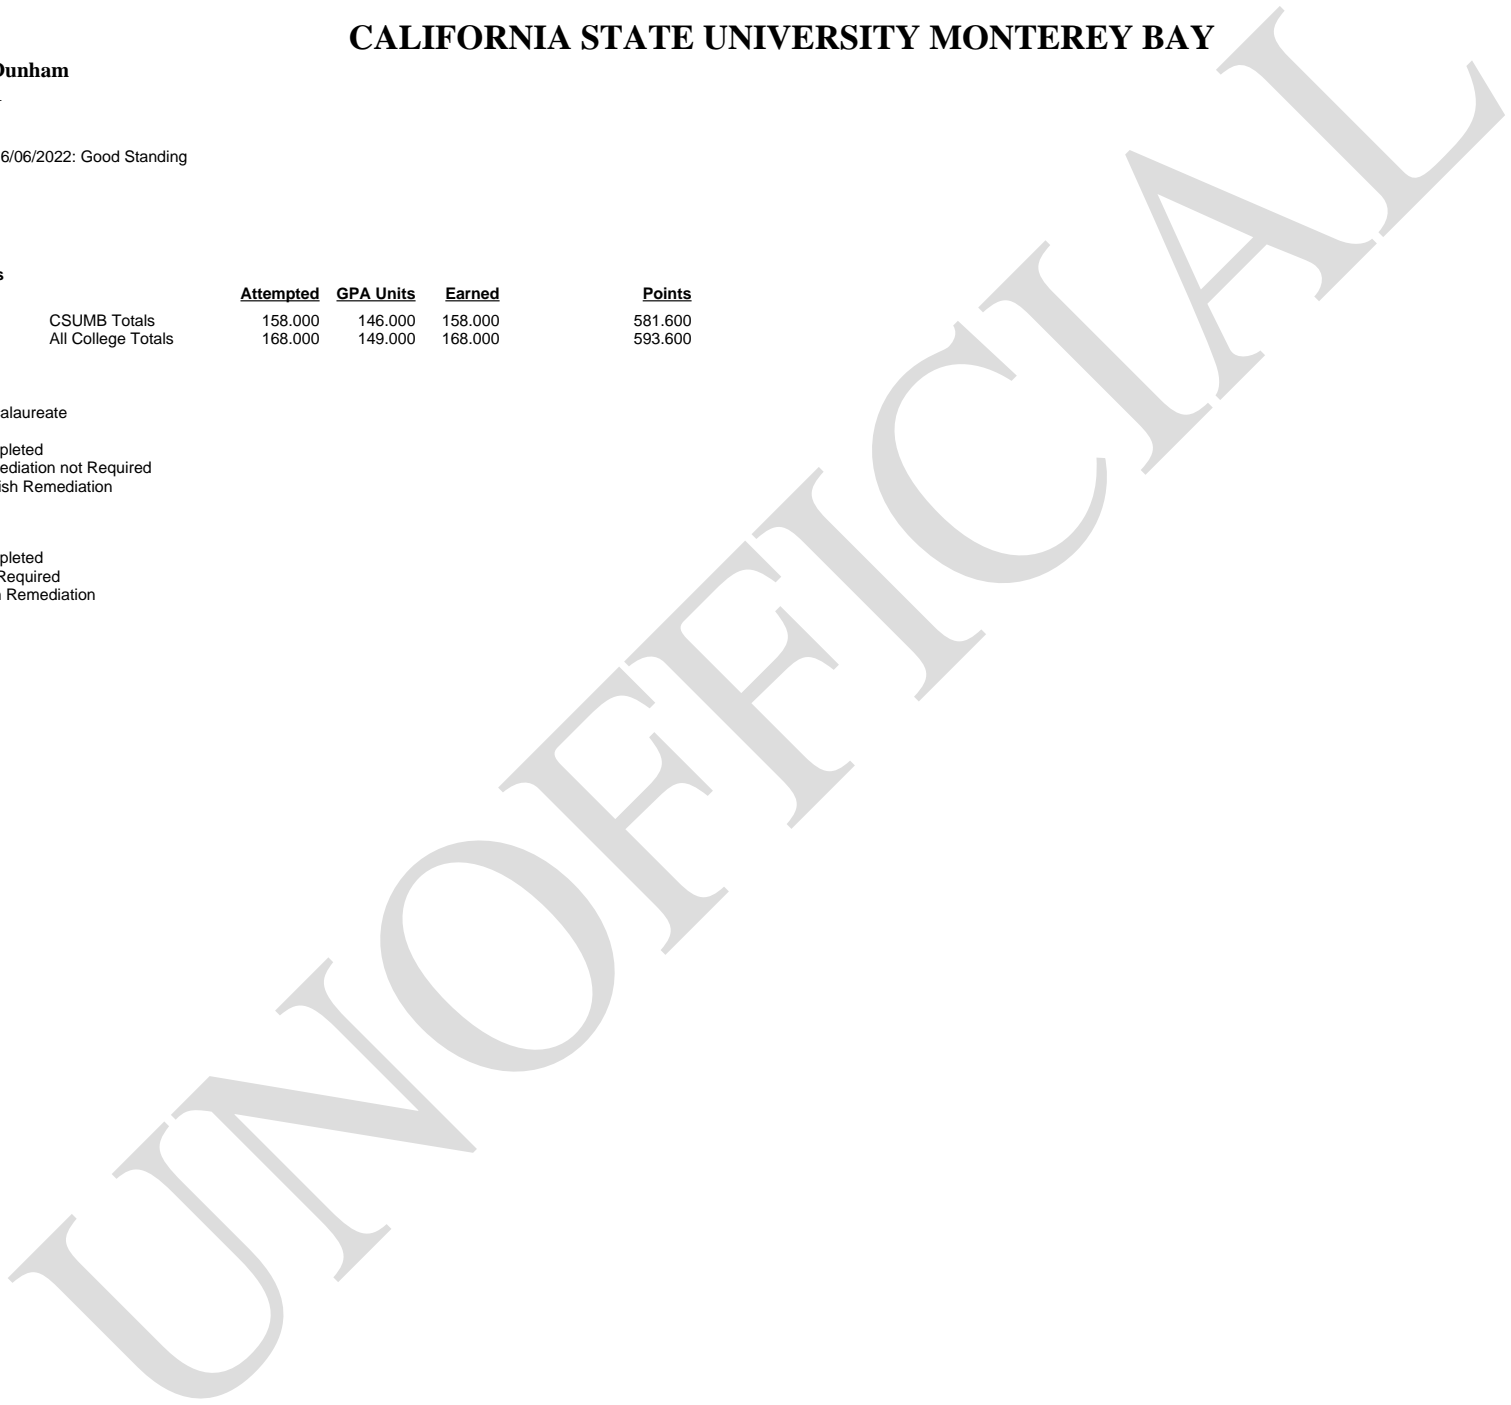 CALIFORNIA STATE UNIVERSITY MONTEREY BAY
Dunham
6/06/2022: Good Standing
s
Attempted GPA Units Earned Points
CSUMB Totals 158.000 146.000 158.000 581.600
All College Totals 168.000 149.000 168.000 593.600
alaureate
pleted
ediation not Required
ish Remediation
pleted
Required
n Remediation
UNOFFICIAL